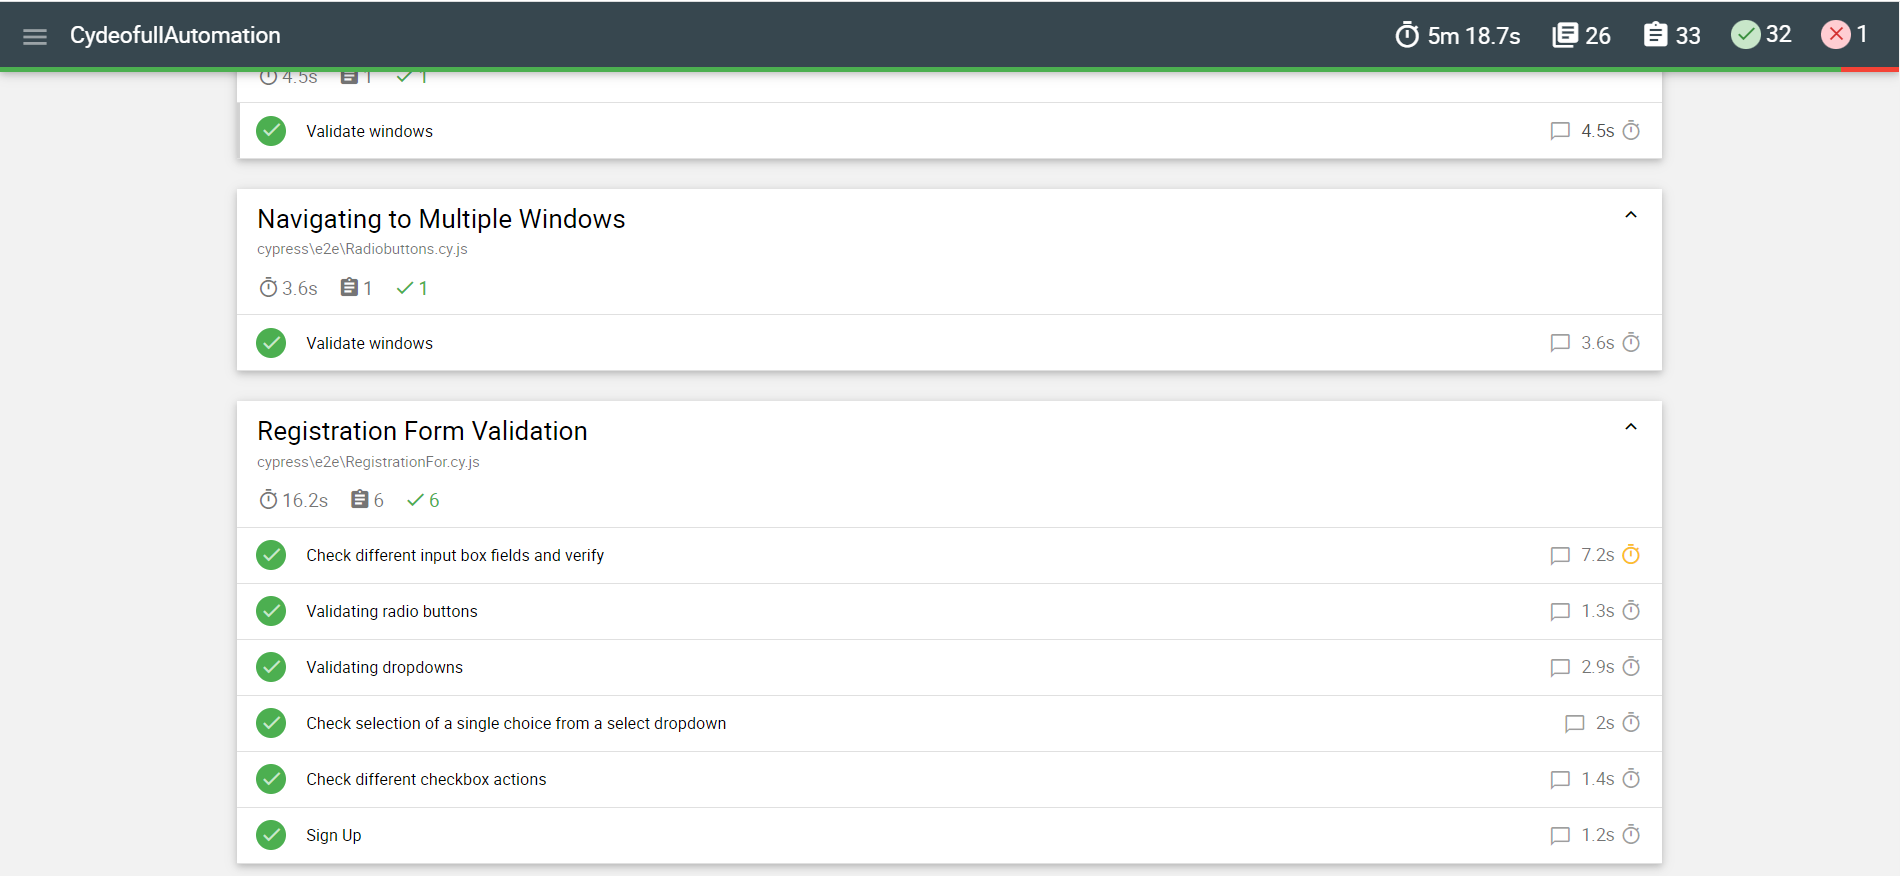 CydeofullAutomation
5m 18.7s 26 33 32 1
4.5s 1 1
Validate windows 4.5s
Navigating to Multiple Windows
cypress\e2e\Radiobuttons.cy.js
3.6s 1 1
Validate windows 3.6s
Registration Form Validation
cypress\e2e\RegistrationFor.cy.js
16.2s 6 6
Check different input box fields and verify 7.2s
Validating radio buttons 1.3s
Validating dropdowns 2.9s
Check selection of a single choice from a select dropdown 2s
Check different checkbox actions 1.4s
Sign Up 1.2s